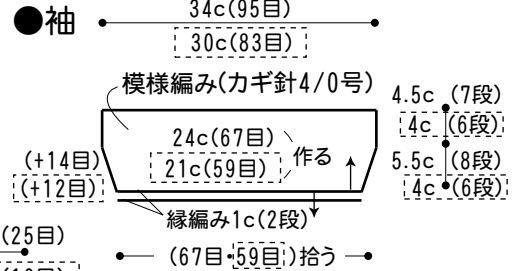 ●袖
34c(95目)
30c(83目)
模様編み(カギ針4/0号)
4.5c (7段)
4c (6段)
24c(67目)
21c(59目)
作る
(+14目)
(+12目)
5.5c (8段)
4c (6段)
縁編み1c(2段)
(25目)
(67目・59目)拾う